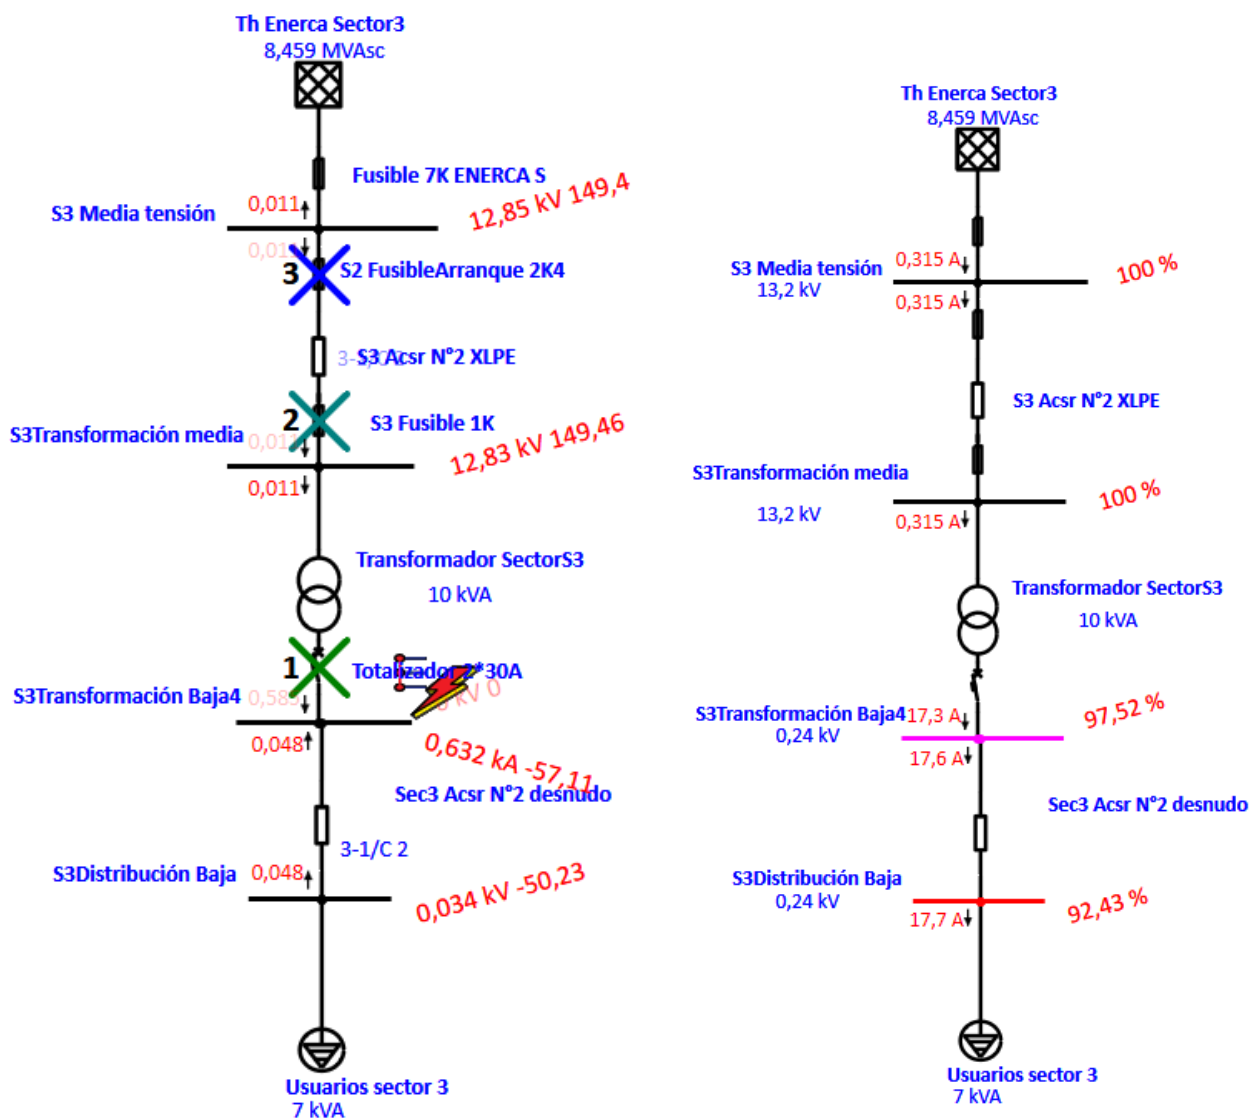 Th Enerca Sector3
8,459 MVAsc
Fusible 7K ENERCA S
0,011
12,85 kV 149,4
S3 Media tensión
3
S2 FusibleArranque 2K4
S3 Acsr N°2 XLPE
2
S3 Fusible 1K
S3Transformación media
12,83 kV 149,46
0,011
Transformador SectorS3
10 kVA
1
Totalizador 2*30A
kV 0
S3Transformación Baja4
0,048
0,632 kA -57,11
Sec3 Acsr N°2 desnudo
3-1/C 2
S3Distribución Baja
0,048
0,034 kV -50,23
Usuarios sector 3
7 kVA
Th Enerca Sector3
8,459 MVAsc
0,315 A
S3 Media tensión
13,2 kV
0,315 A
100 %
S3 Acsr N°2 XLPE
S3Transformación media
13,2 kV
0,315 A
100 %
Transformador SectorS3
10 kVA
S3Transformación Baja4
0,24 kV
17,3 A
17,6 A
97,52 %
Sec3 Acsr N°2 desnudo
S3Distribución Baja
0,24 kV
17,7 A
92,43 %
Usuarios sector 3
7 kVA